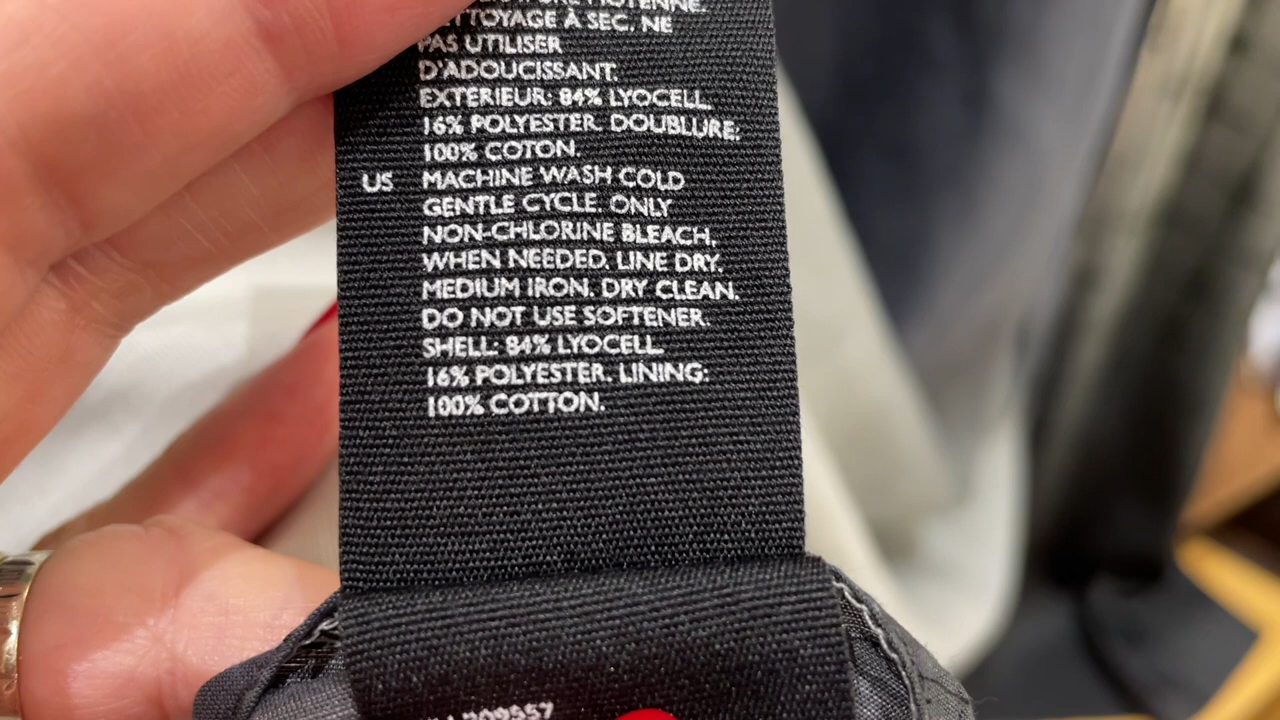 MOYENNE.
NETTOYAGE À SEC. NE
PAS UTILISER
D'ADOUCISSANT.
EXTERIEUR: 84% LYOCELL.
16% POLYESTER. DOUBLURE:
100% COTON.
US MACHINE WASH COLD
GENTLE CYCLE. ONLY
NON-CHLORINE BLEACH,
WHEN NEEDED. LINE DRY.
MEDIUM IRON. DRY CLEAN.
DO NOT USE SOFTENER.
SHELL: 84% LYOCELL.
16% POLYESTER. LINING:
100% COTTON.